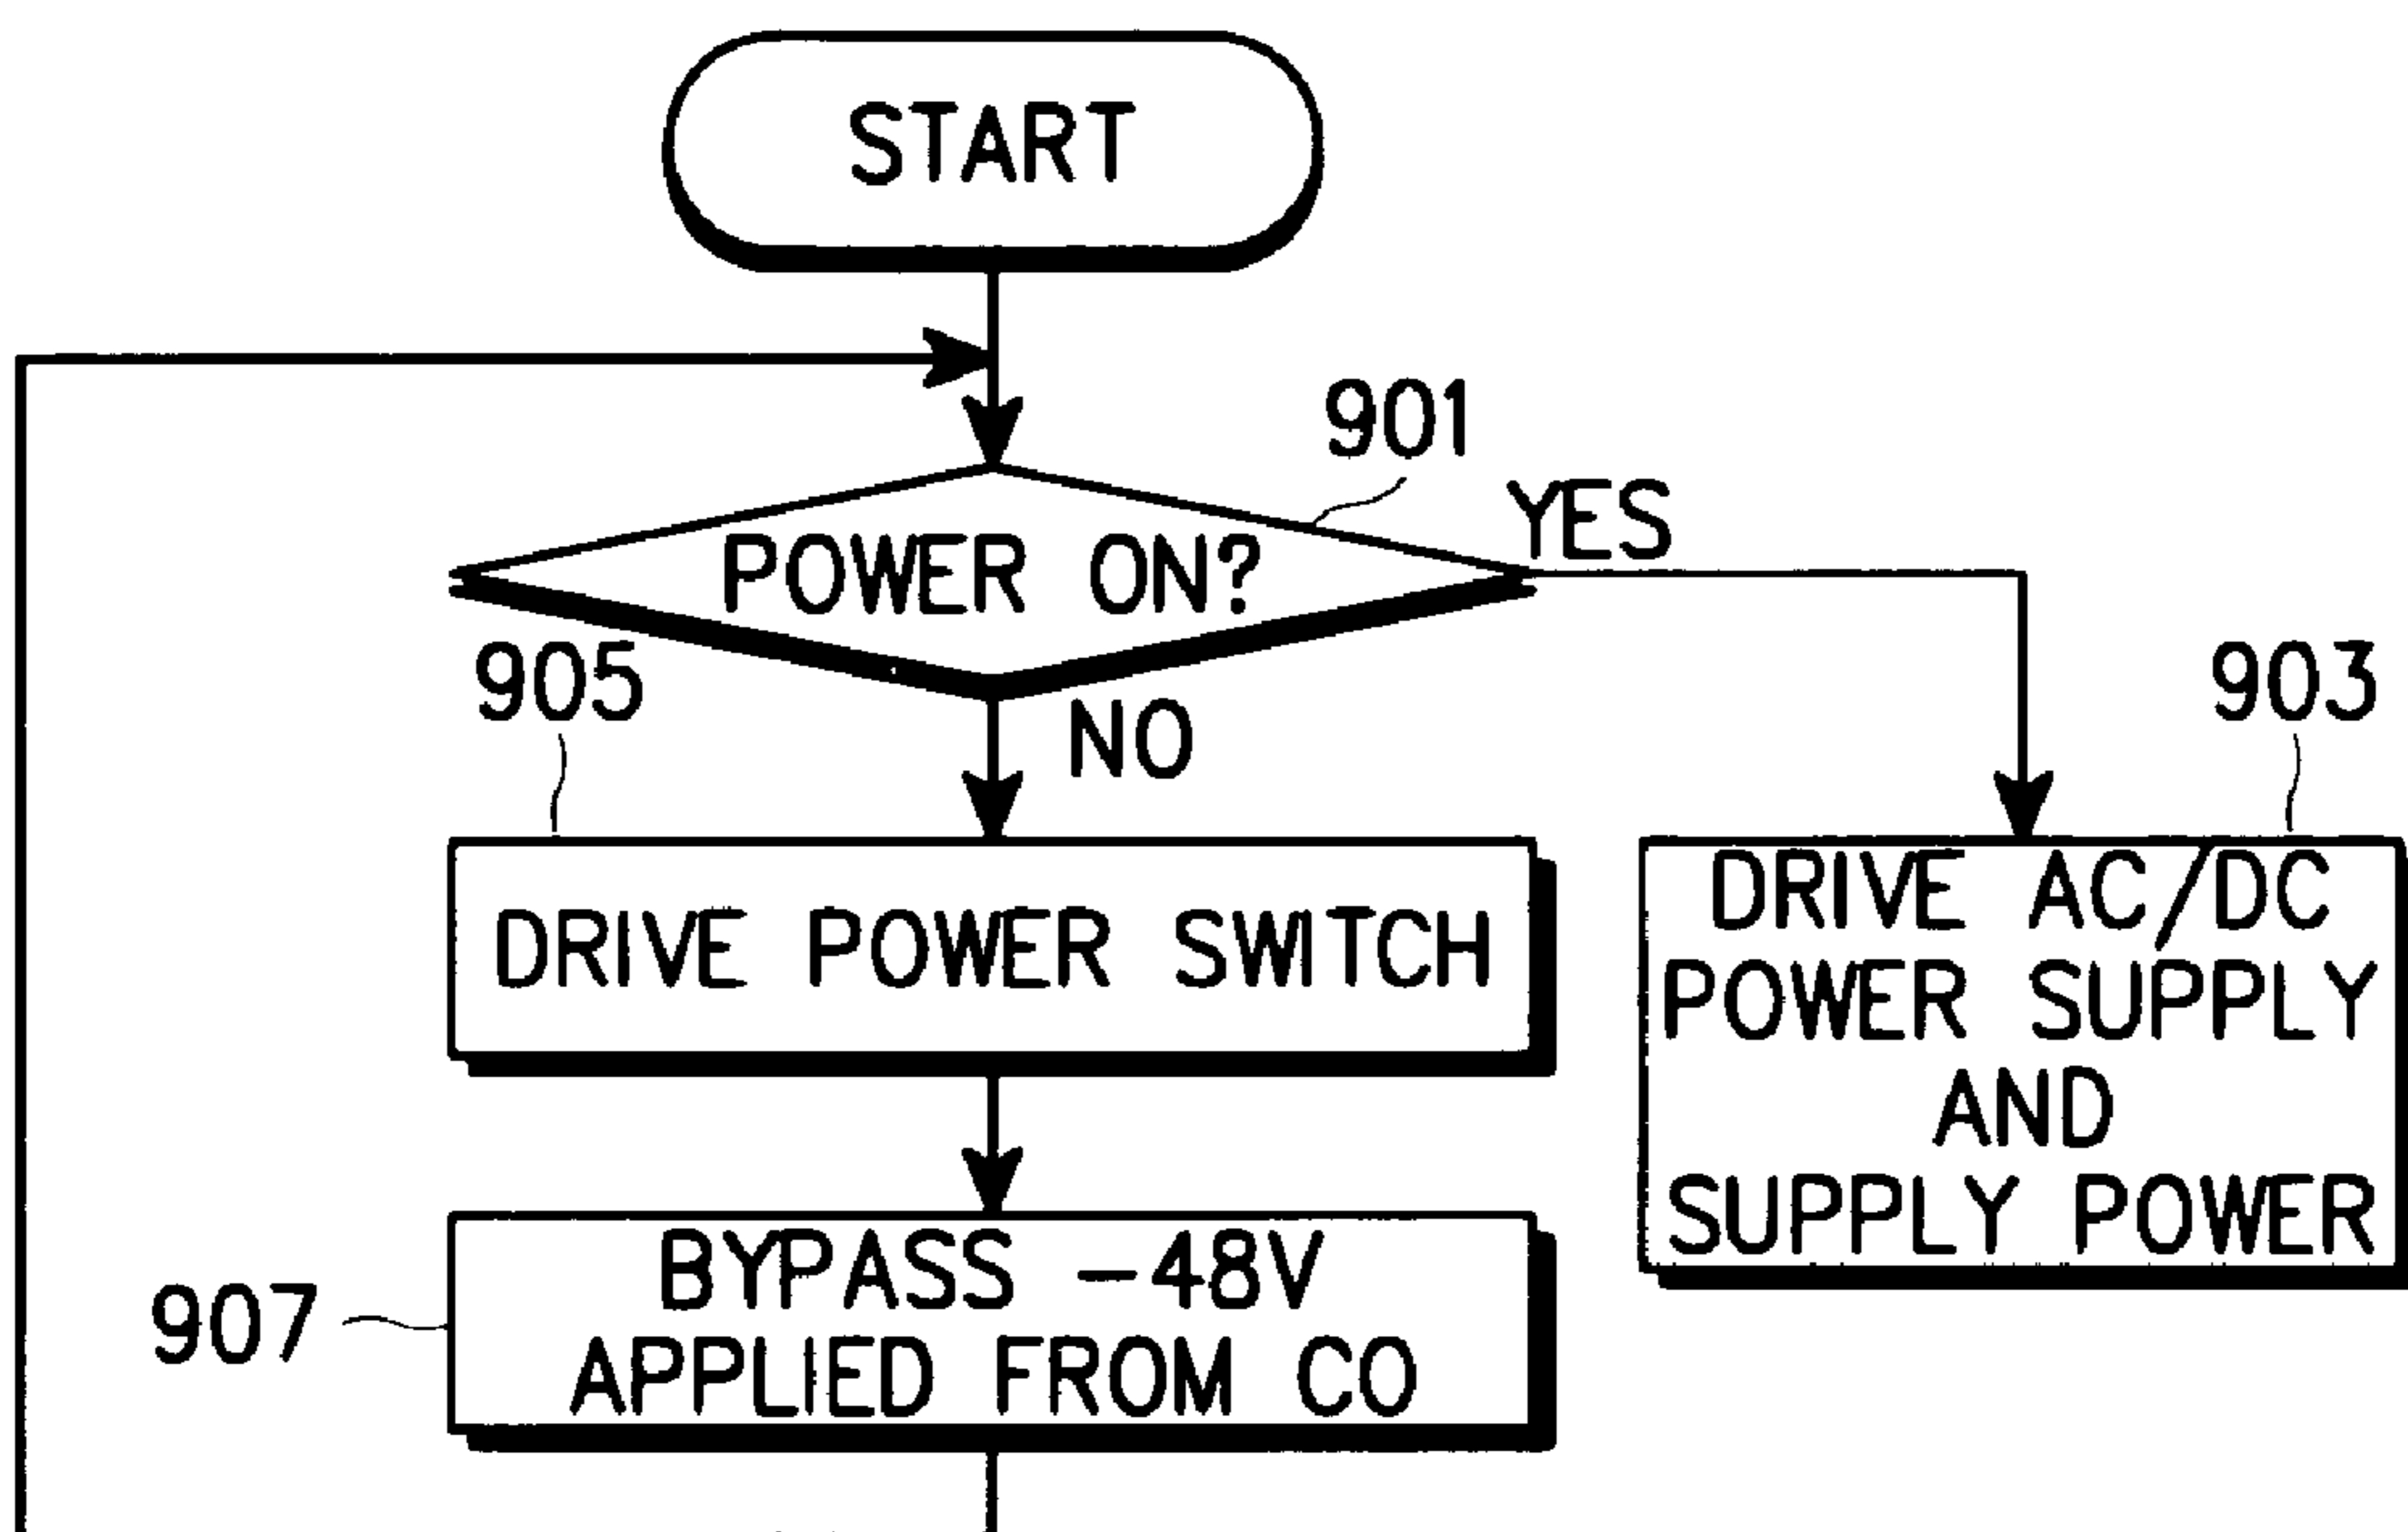 START
901
YES
POWER ON?
905
NO
903
DRIVE POWER SWITCH
DRIVE AC/DC
POWER SUPPLY
AND
SUPPLY POWER
907
BYPASS -48V
APPLIED FROM CO